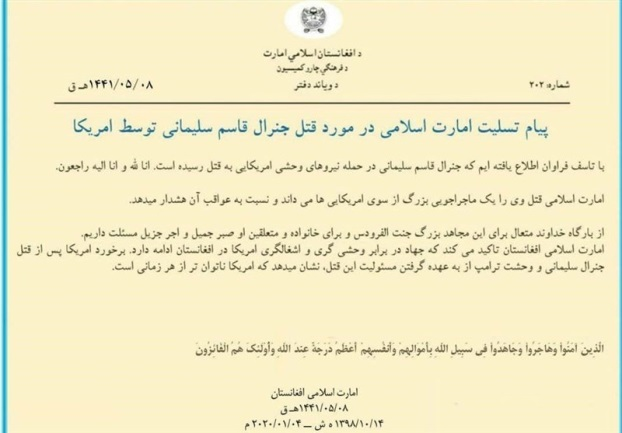 د افغانستان اسلامي امارت
د فرهنګي چارو کمیسیون
د ویاند دفتر
شماره: ۲۰۲
۱۴۴۱/۰۵/۰۸هـ ق
پیام تسلیت امارت اسلامی در مورد قتل جنرال قاسم سلیمانی توسط امریکا
با تاسف فراوان اطلاع یافته ایم که جنرال قاسم سلیمانی در حمله نیروهای وحشی امریکایی به قتل رسیده است. انا لله و انا الیه راجعون.
امارت اسلامی قتل وی را یک ماجراجویی بزرگ از سوی امریکایی ها می داند و نسبت به عواقب آن هشدار میدهد.
از بارگاه خداوند متعال برای این مجاهد بزرگ جنت الفرودس و برای خانواده و متعلقین او صبر جمیل و اجر جزیل مسئلت داریم.
امارت اسلامی افغانستان تاکید می کند که جهاد در برابر وحشی گری و اشغالگری امریکا در افغانستان ادامه دارد. برخورد امریکا پس از قتل
جنرال سلیمانی و وحشت ترامپ از به عهده گرفتن مسئولیت این قتل، نشان میدهد که امریکا ناتوان تر از هر زمانی است.
الَّذِينَ آمَنُوا وَهَاجَرُوا وَجَاهَدُوا فِي سَبِيلِ اللَّهِ بِأَمْوَالِهِمْ وَأَنْفُسِهِمْ أَعْظَمُ دَرَجَةً عِندَ اللَّهِ وَأُولَئِكَ هُمُ الْفَائِزُونَ
امارت اسلامی افغانستان
۱۴۴۱/۰۵/۰۸هـ ق
۱۳۹۸/۱۰/۱۴ ه ش ــ ۲۰۲۰/۰۱/۰۴ م